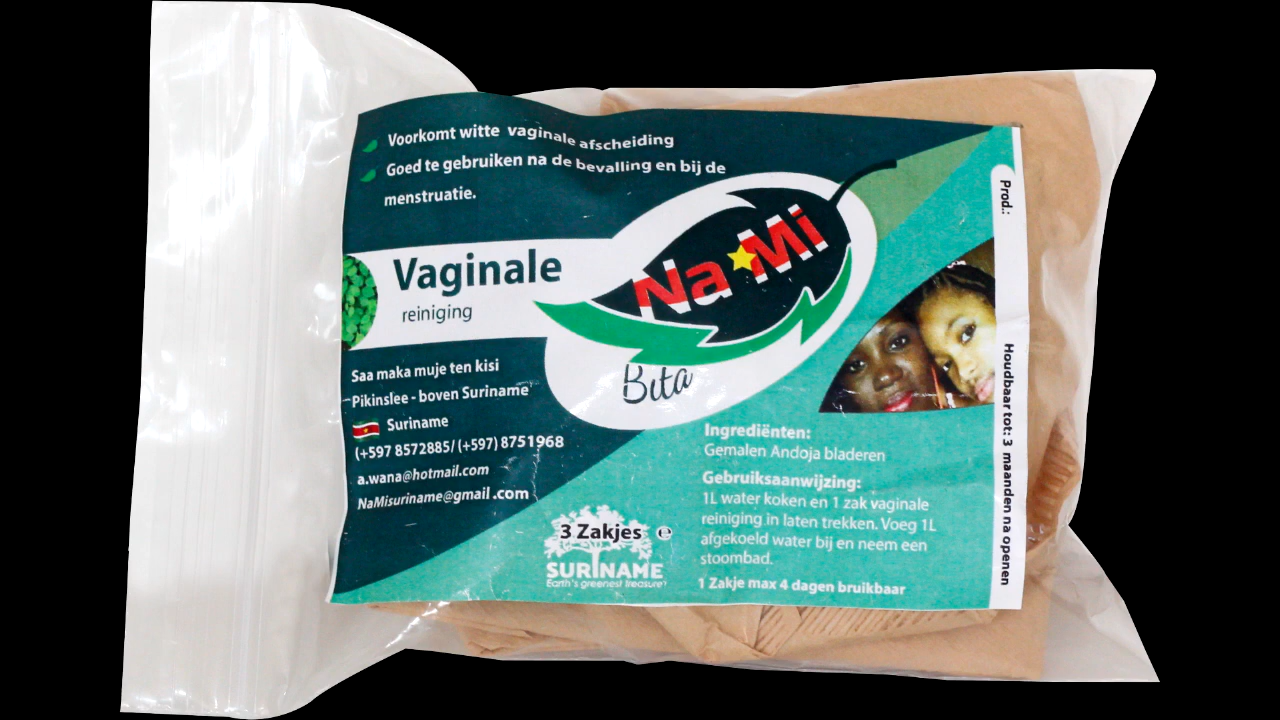 Voorkomt witte vaginale afscheiding
Goed te gebruiken na de bevalling en bij de
menstruatie.
Vaginale
reiniging
Na Mi
Bita
Saa maka muje ten kisi
Pikinslee - boven Suriname
Suriname
(+597 8572885/ (+597) 8751968
a.wana@hotmail.com
NaMisuriname@gmail.com
3 Zakjes ℮
SURINAME
Earth's greenest treasure
Ingrediënten:
Gemalen Andoja bladeren
Gebruiksaanwijzing:
1L water koken en 1 zak vaginale
reiniging in laten trekken. Voeg 1L
afgekoeld water bij en neem een
stoombad.
1 Zakje max 4 dagen bruikbaar
Prod.:
Houdbaar tot: 3 maanden na openen